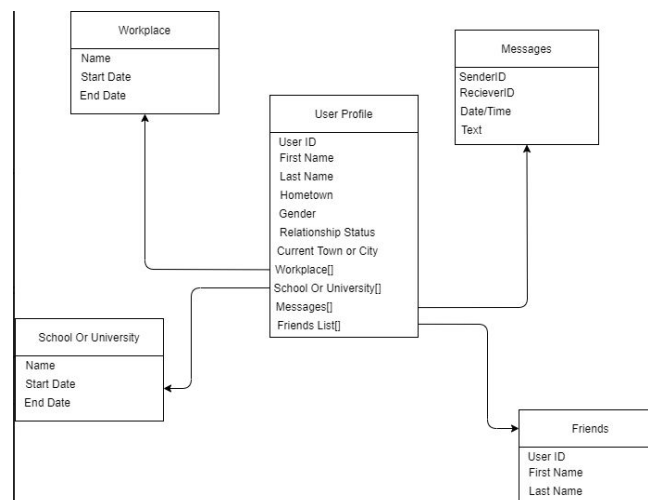 Workplace
Name
Start Date
End Date
Messages
SenderID
RecieverID
Date/Time
Text
User Profile
User ID
First Name
Last Name
Hometown
Gender
Relationship Status
Current Town or City
Workplace[]
School Or University[]
Messages[]
Friends List[]
School Or University
Name
Start Date
End Date
Friends
User ID
First Name
Last Name